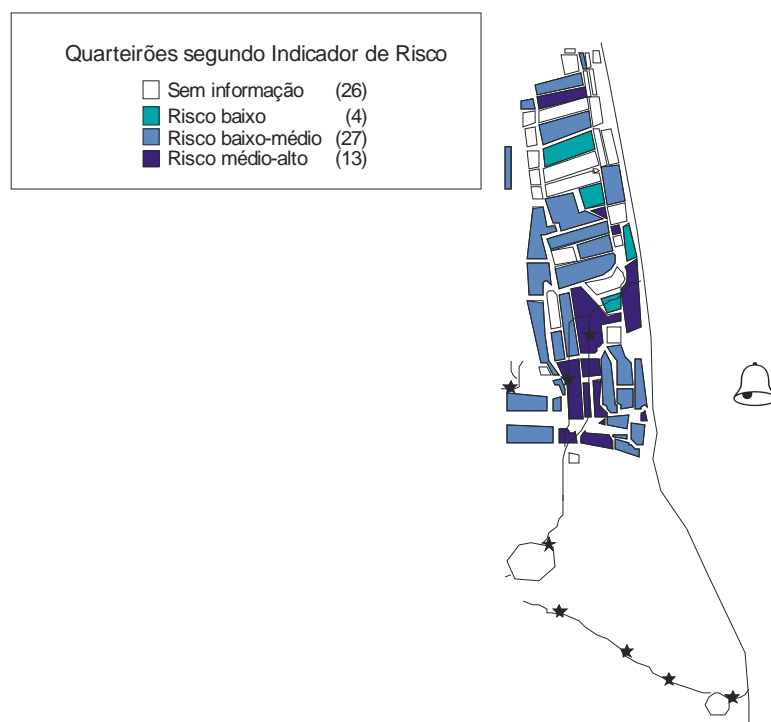 Quarteirões segundo Indicador de Risco
Sem informação (26)
Risco baixo (4)
Risco baixo-médio (27)
Risco médio-alto (13)